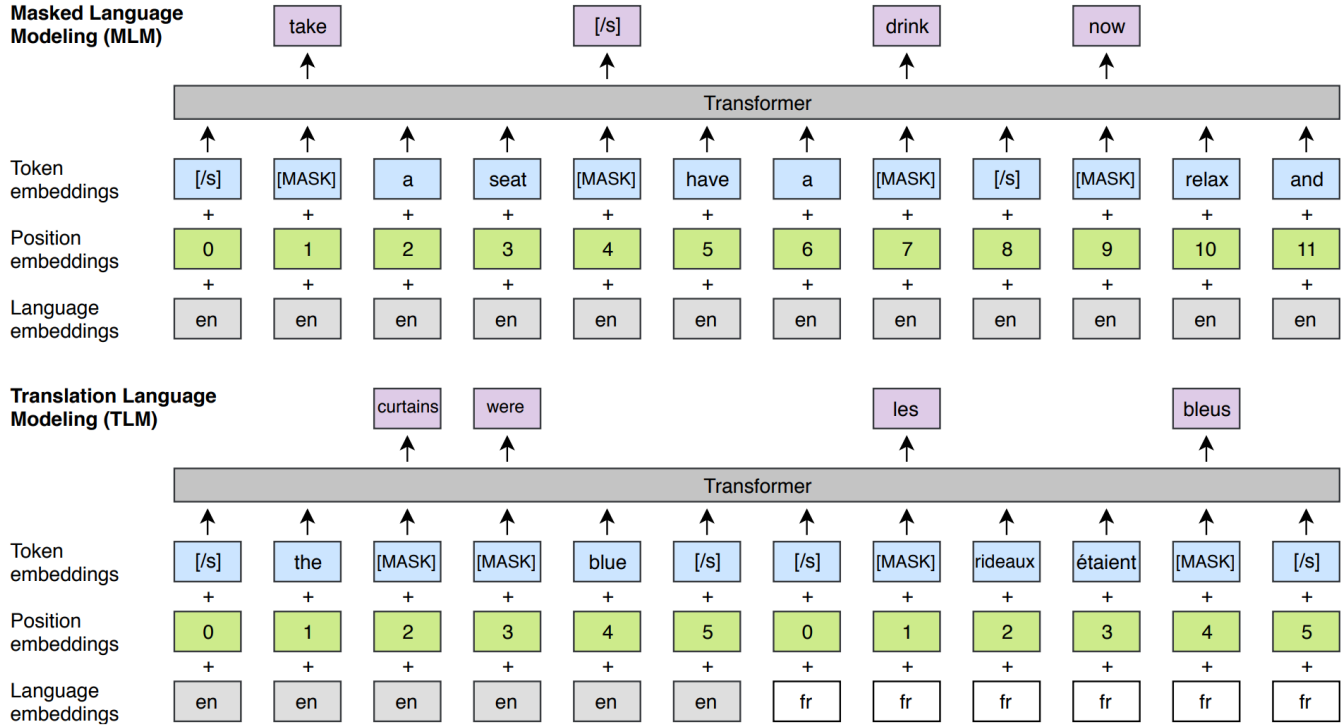 Masked Language
Modeling (MLM)
take [/s] drink now
Transformer
Token
embeddings
[/s] [MASK] a seat [MASK] have a [MASK] [/s] [MASK] relax and
+ + + + + + + + + + + +
Position
embeddings
0 1 2 3 4 5 6 7 8 9 10 11
+ + + + + + + + + + + +
Language
embeddings
en en en en en en en en en en en en
Translation Language
Modeling (TLM)
curtains were les bleus
Transformer
Token
embeddings
[/s] the [MASK] [MASK] blue [/s] [/s] [MASK] rideaux étaient [MASK] [/s]
+ + + + + + + + + + + +
Position
embeddings
0 1 2 3 4 5 0 1 2 3 4 5
+ + + + + + + + + + + +
Language
embeddings
en en en en en en fr fr fr fr fr fr